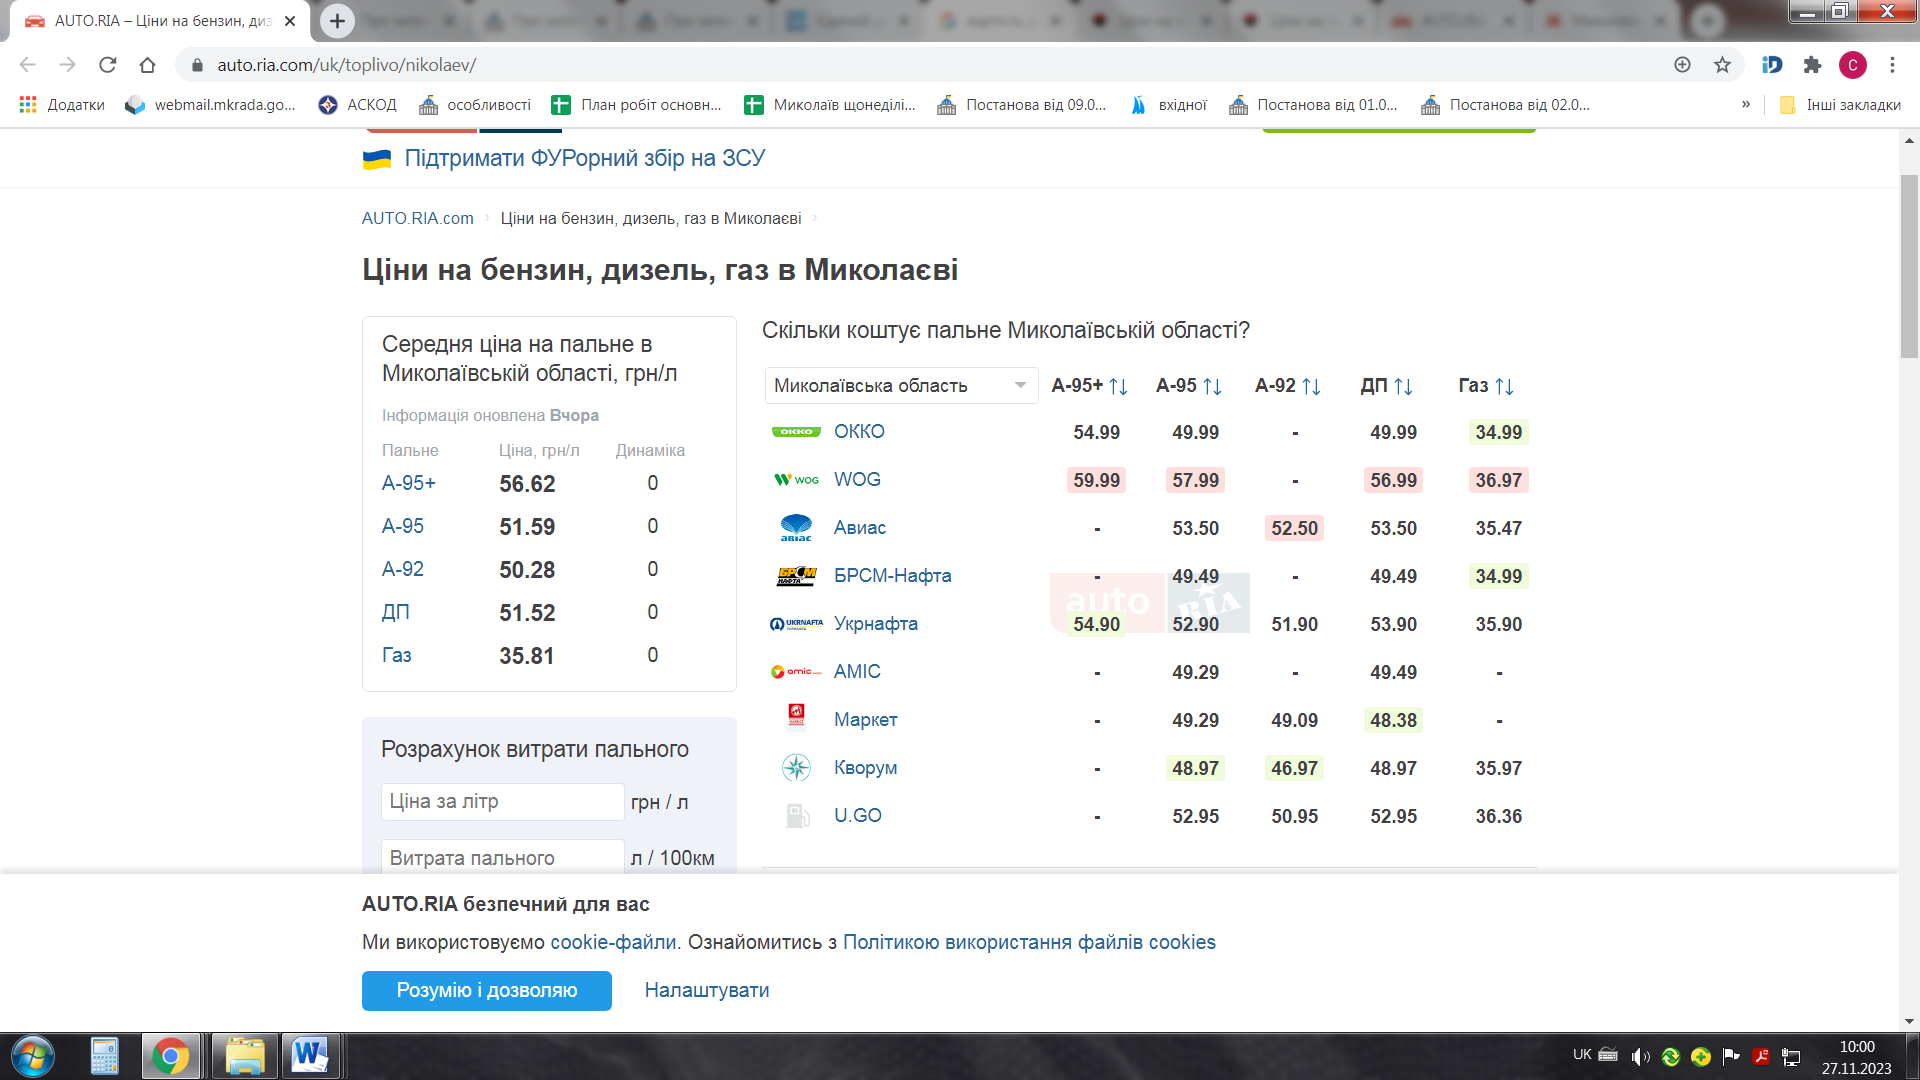 AUTO.RIA – Ціни на бензин, диз
auto.ria.com/uk/toplivo/nikolaev/
C
Додатки webmail.mkrada.go... АСКОД особливості План робіт основн... Миколаїв щонеділі... Постанова від 09.0... вхідної Постанова від 01.0... Постанова від 02.0... » Інші закладки
Підтримати ФУРорний збір на ЗСУ
AUTO.RIA.com › Ціни на бензин, дизель, газ в Миколаєві ›
Ціни на бензин, дизель, газ в Миколаєві
Середня ціна на пальне в
Миколаївській області, грн/л
Інформація оновлена Вчора
Пальне Ціна, грн/л Динаміка
А-95+ 56.62 0
А-95 51.59 0
А-92 50.28 0
ДП 51.52 0
Газ 35.81 0
Розрахунок витрати пального
Ціна за літр грн / л
Витрата пального л / 100км
Скільки коштує пальне Миколаївській області?
Миколаївська область А-95+ А-95 А-92 ДП Газ
OKKO ОККО 54.99 49.99 - 49.99 34.99
WOG WOG 59.99 57.99 - 56.99 36.97
АВІАС Авиас - 53.50 52.50 53.50 35.47
БРСМ НАФТА БРСМ-Нафта - 49.49 - 49.49 34.99
auto RIA
UKRNAFTA Укрнафта 54.90 52.90 51.90 53.90 35.90
amic АМІС - 49.29 - 49.49 -
Маркет - 49.29 49.09 48.38 -
Кворум - 48.97 46.97 48.97 35.97
U.GO - 52.95 50.95 52.95 36.36
AUTO.RIA безпечний для вас
Ми використовуємо cookie-файли. Ознайомитись з Політикою використання файлів cookies
Розумію і дозволяю Налаштувати
UK
10:00
27.11.2023